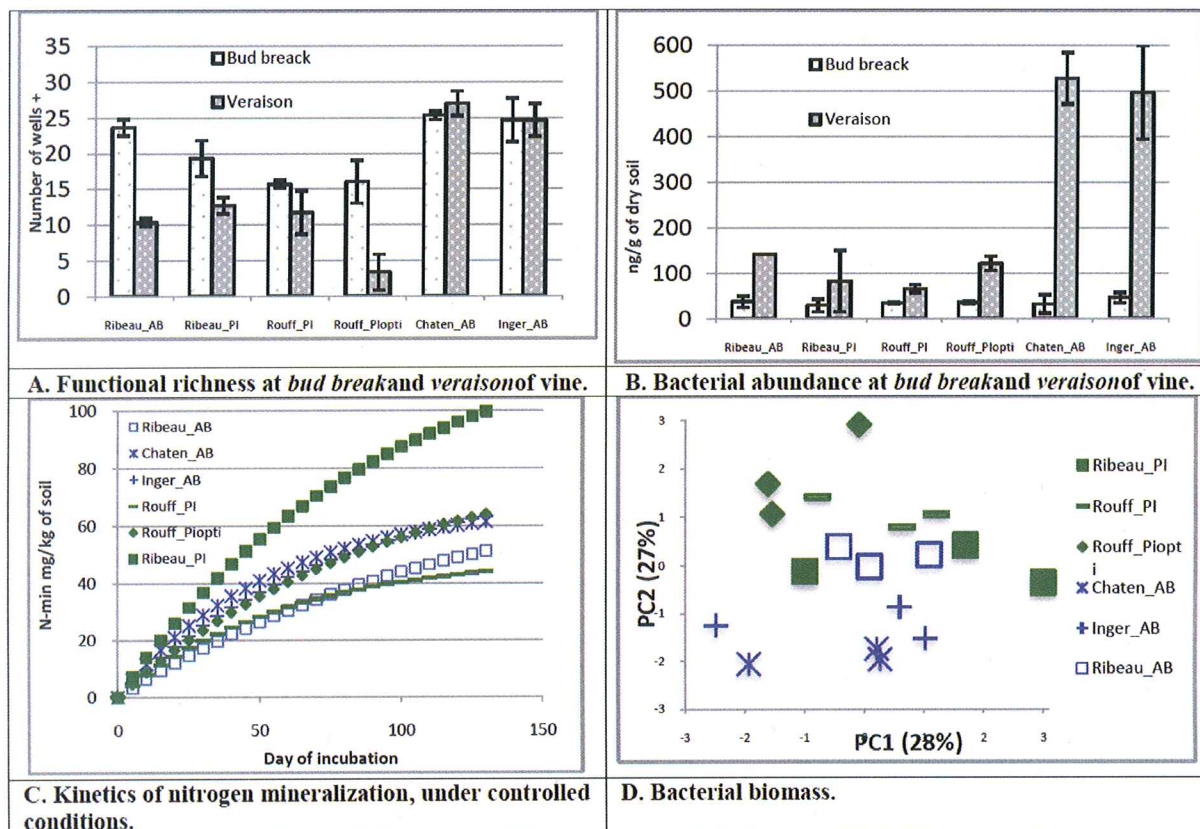 35
30
25
20
15
10
5
0
Number of wells +
Bud breack
Veraison
Ribeau_AB Ribeau_PI Rouff_PI Rouff_PIopti Chaten_AB Inger_AB
A. Functional richness at bud breakand veraisonof vine.
600
500
400
300
200
100
0
ng/g of dry soil
Bud breack
Veraison
Ribeau_AB Ribeau_PI Rouff_PI Rouff_PIopti Chaten_AB Inger_AB
B. Bacterial abundance at bud breakand veraisonof vine.
100
80
60
40
20
0
N-min mg/kg of soil
Ribeau_AB
Chaten_AB
Inger_AB
Rouff_PI
Rouff_PIopti
Ribeau_PI
0 50 100 150
Day of incubation
C. Kinetics of nitrogen mineralization, under controlled
conditions.
3
2
1
0
-1
-2
-3
PC2 (27%)
-3 -2 -1 0 1 2 3
PC1 (28%)
Ribeau_PI
Rouff_PI
Rouff_PIopt
i
Chaten_AB
Inger_AB
Ribeau_AB
D. Bacterial biomass.